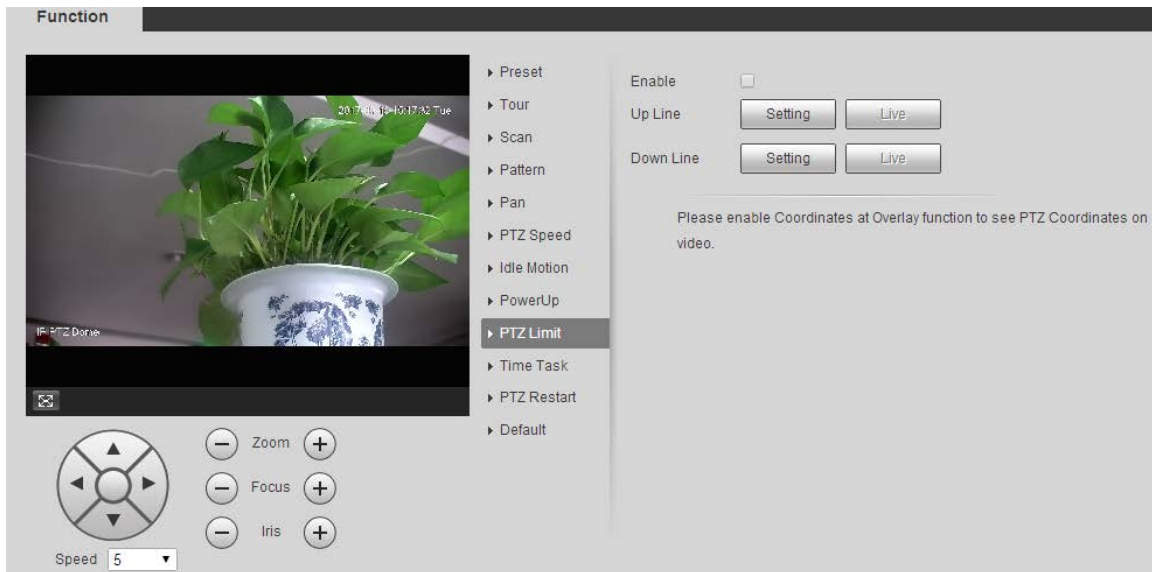 Function
Tue
IP PTZ Dome
Zoom
Focus
Iris
Speed 5
Preset
Tour
Scan
Pattern
Pan
PTZ Speed
Idle Motion
PowerUp
PTZ Limit
Time Task
PTZ Restart
Default
Enable
Up Line Setting Live
Down Line Setting Live
Please enable Coordinates at Overlay function to see PTZ Coordinates on
video.